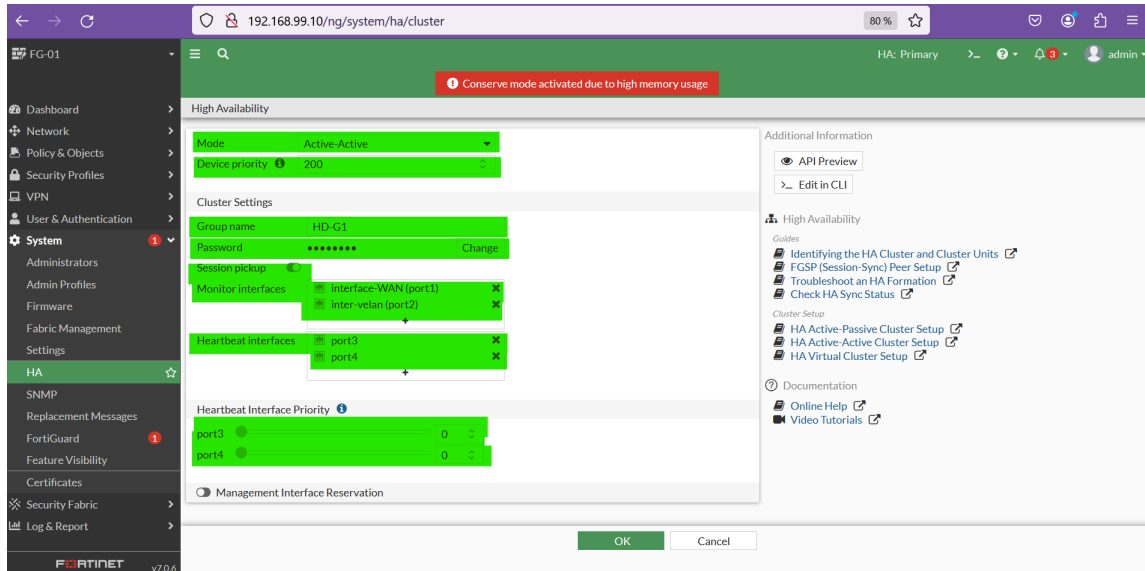 192.168.99.10/ng/system/ha/cluster
80 %
FG-01
HA: Primary
>_
3
admin
Conserve mode activated due to high memory usage
Dashboard
Network
Policy & Objects
Security Profiles
VPN
User & Authentication
System
1
Administrators
Admin Profiles
Firmware
Fabric Management
Settings
HA
SNMP
Replacement Messages
FortiGuard
1
Feature Visibility
Certificates
Security Fabric
Log & Report
FORTINET
v7.0.6
High Availability
Mode Active-Active
Device priority 200
Cluster Settings
Group name HD-G1
Password •••••••• Change
Session pickup
Monitor interfaces interface-WAN (port1)
inter-velan (port2)
+
Heartbeat interfaces port3
port4
+
Heartbeat Interface Priority
port3 0
port4 0
Management Interface Reservation
OK
Cancel
Additional Information
API Preview
>_ Edit in CLI
High Availability
Guides
Identifying the HA Cluster and Cluster Units
FGSP (Session-Sync) Peer Setup
Troubleshoot an HA Formation
Check HA Sync Status
Cluster Setup
HA Active-Passive Cluster Setup
HA Active-Active Cluster Setup
HA Virtual Cluster Setup
Documentation
Online Help
Video Tutorials